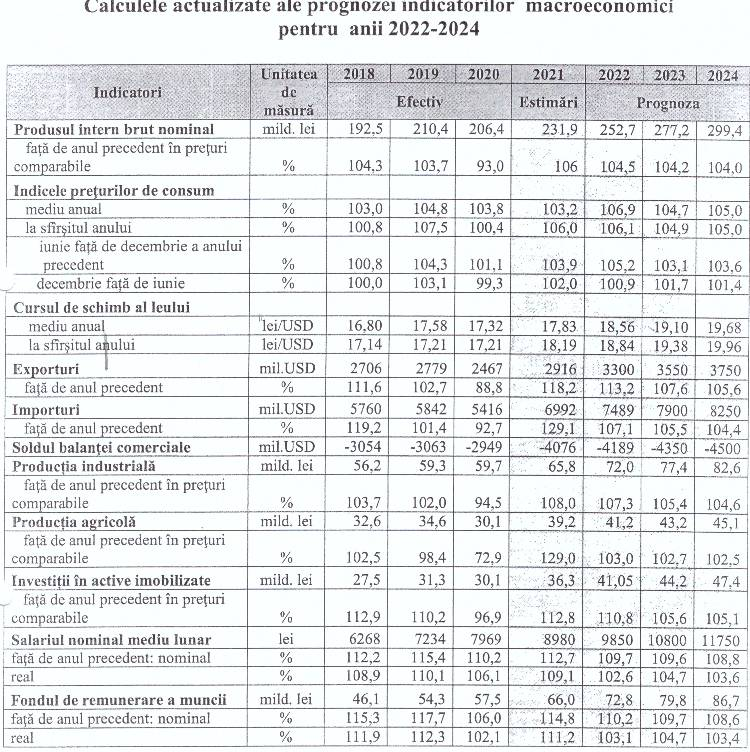 Calculele actualizate ale prognozei indicatorilor macroeconomici
pentru anii 2022-2024
Indicatori Unitatea de măsură 2018 2019 2020 2021 2022 2023 2024
Efectiv Estimări Prognoza
Produsul intern brut nominal mild. lei 192,5 210,4 206,4 231,9 252,7 277,2 299,4
față de anul precedent în prețuri
comparabile % 104,3 103,7 93,0 106 104,5 104,2 104,0
Indicele prețurilor de consum
mediu anual % 103,0 104,8 103,8 103,2 106,9 104,7 105,0
la sfîrșitul anului % 100,8 107,5 100,4 106,0 106,1 104,9 105,0
iunie față de decembrie a anului
precedent % 100,8 104,3 101,1 103,9 105,2 103,1 103,6
decembrie față de iunie % 100,0 103,1 99,3 102,0 100,9 101,7 101,4
Cursul de schimb al leului
mediu anual lei/USD 16,80 17,58 17,32 17,83 18,56 19,10 19,68
la sfîrșitul anului lei/USD 17,14 17,21 17,21 18,19 18,84 19,38 19,96
Exporturi mil.USD 2706 2779 2467 2916 3300 3550 3750
față de anul precedent % 111,6 102,7 88,8 118,2 113,2 107,6 105,6
Importuri mil.USD 5760 5842 5416 6992 7489 7900 8250
față de anul precedent % 119,2 101,4 92,7 129,1 107,1 105,5 104,4
Soldul balanței comerciale mil.USD -3054 -3063 -2949 -4076 -4189 -4350 -4500
Producția industrială mild. lei 56,2 59,3 59,7 65,8 72,0 77,4 82,6
față de anul precedent în prețuri
comparabile % 103,7 102,0 94,5 108,0 107,3 105,4 104,6
Producția agricolă mild. lei 32,6 34,6 30,1 39,2 41,2 43,2 45,1
față de anul precedent în prețuri
comparabile % 102,5 98,4 72,9 129,0 103,0 102,7 102,5
Investiții în active imobilizate mild. lei 27,5 31,3 30,1 36,3 41,05 44,2 47,4
față de anul precedent în prețuri
comparabile % 112,9 110,2 96,9 112,8 110,8 105,6 105,1
Salariul nominal mediu lunar lei 6268 7234 7969 8980 9850 10800 11750
față de anul precedent: nominal % 112,2 115,4 110,2 112,7 109,7 109,6 108,8
real % 108,9 110,1 106,1 109,1 102,6 104,7 103,6
Fondul de remunerare a muncii mild. lei 46,1 54,3 57,5 66,0 72,8 79,8 86,7
față de anul precedent: nominal % 115,3 117,7 106,0 114,8 110,2 109,7 108,6
real % 111,9 112,3 102,1 111,2 103,1 104,7 103,4